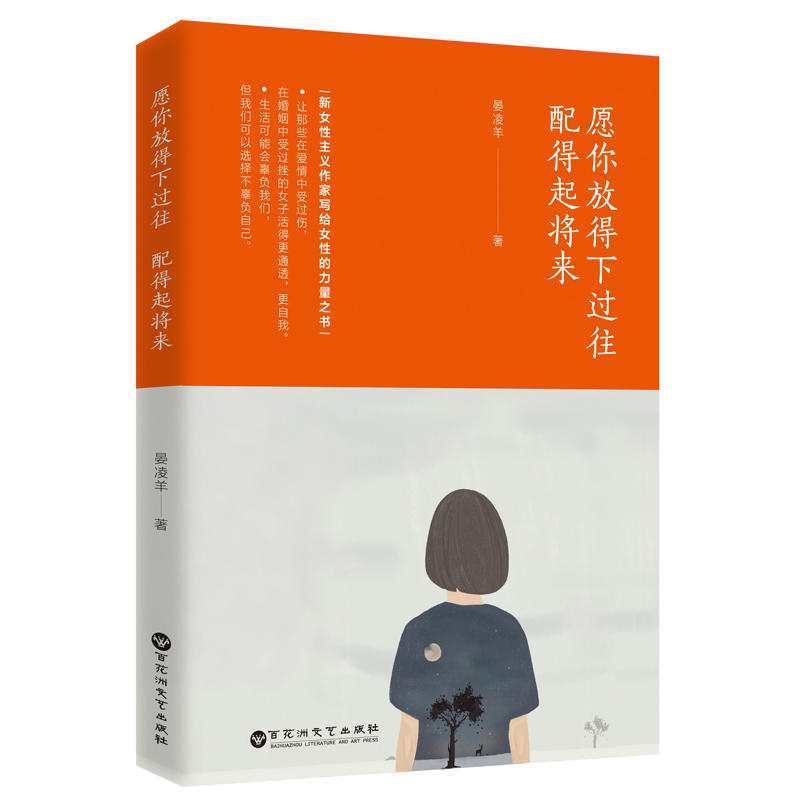 愿你放得下过往
配得起将来
晏凌羊——著
|新女性主义作家写给女性的力量之书|
• 让那些在爱情中受过伤，
在婚姻中受过挫的女子活得更通透，更自我。
• 生活可能会辜负我们，
但我们可以选择不辜负自己。
百花洲文艺出版社
BAIHUAZHOU LITERATURE AND ART PRESS
愿你放得下过往 配得起将来
晏凌羊——著
百花洲文艺出版社